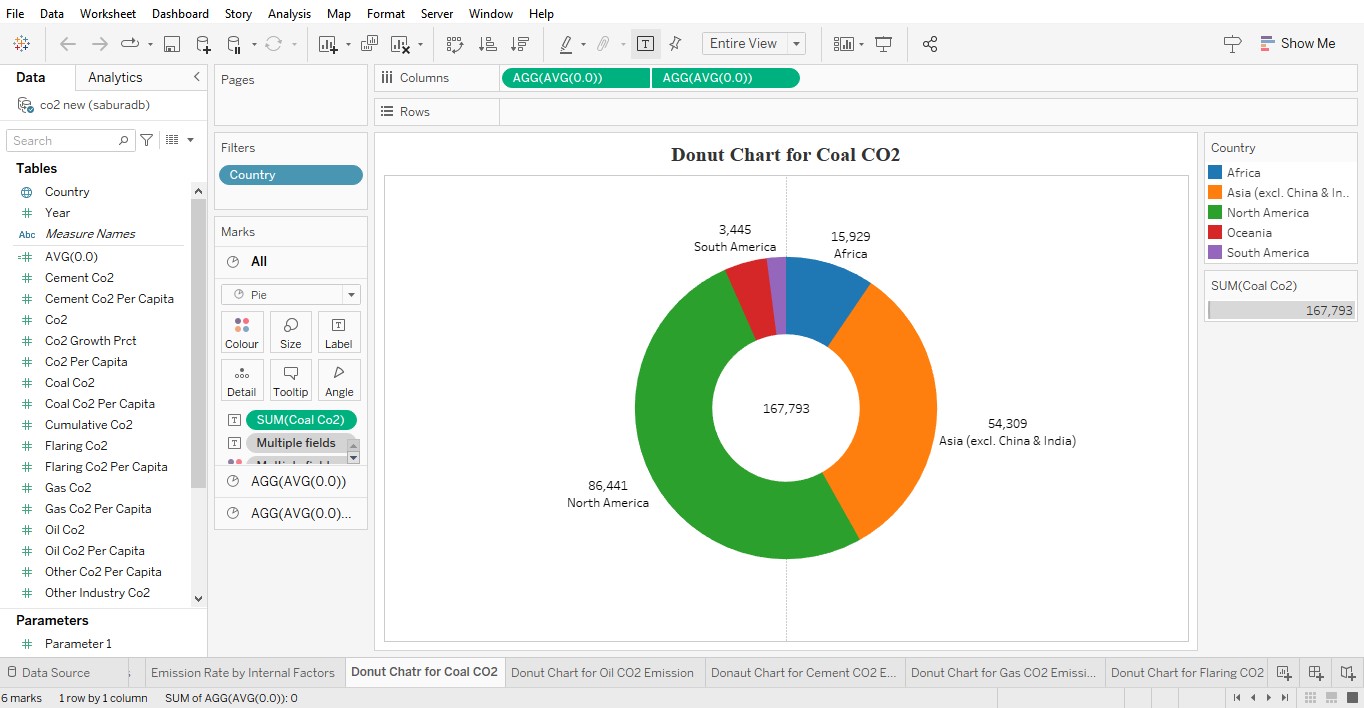 File Data Worksheet Dashboard Story Analysis Map Format Server Window Help
Entire View
Show Me
Data Analytics
co2 new (saburadb)
Search
Tables
Country
Year
Abc Measure Names
AVG(0.0)
Cement Co2
Cement Co2 Per Capita
Co2
Co2 Growth Prct
Co2 Per Capita
Coal Co2
Coal Co2 Per Capita
Cumulative Co2
Flaring Co2
Flaring Co2 Per Capita
Gas Co2
Gas Co2 Per Capita
Oil Co2
Oil Co2 Per Capita
Other Co2 Per Capita
Other Industry Co2
Parameters
Parameter 1
Pages
Filters
Country
Marks
All
Pie
Colour Size Label
Detail Tooltip Angle
SUM(Coal Co2)
Multiple fields
AGG(AVG(0.0))
AGG(AVG(0.0)...
Columns AGG(AVG(0.0)) AGG(AVG(0.0))
Rows
Donut Chart for Coal CO2
3,445
South America
15,929
Africa
167,793
54,309
Asia (excl. China & India)
86,441
North America
Country
Africa
Asia (excl. China & In..
North America
Oceania
South America
SUM(Coal Co2)
167,793
Data Source Emission Rate by Internal Factors Donut Chatr for Coal CO2 Donut Chart for Oil CO2 Emission Donaut Chart for Cement CO2 E... Donut Chart for Gas CO2 Emissi... Donut Chart for Flaring CO2
6 marks 1 row by 1 column SUM of AGG(AVG(0.0)): 0